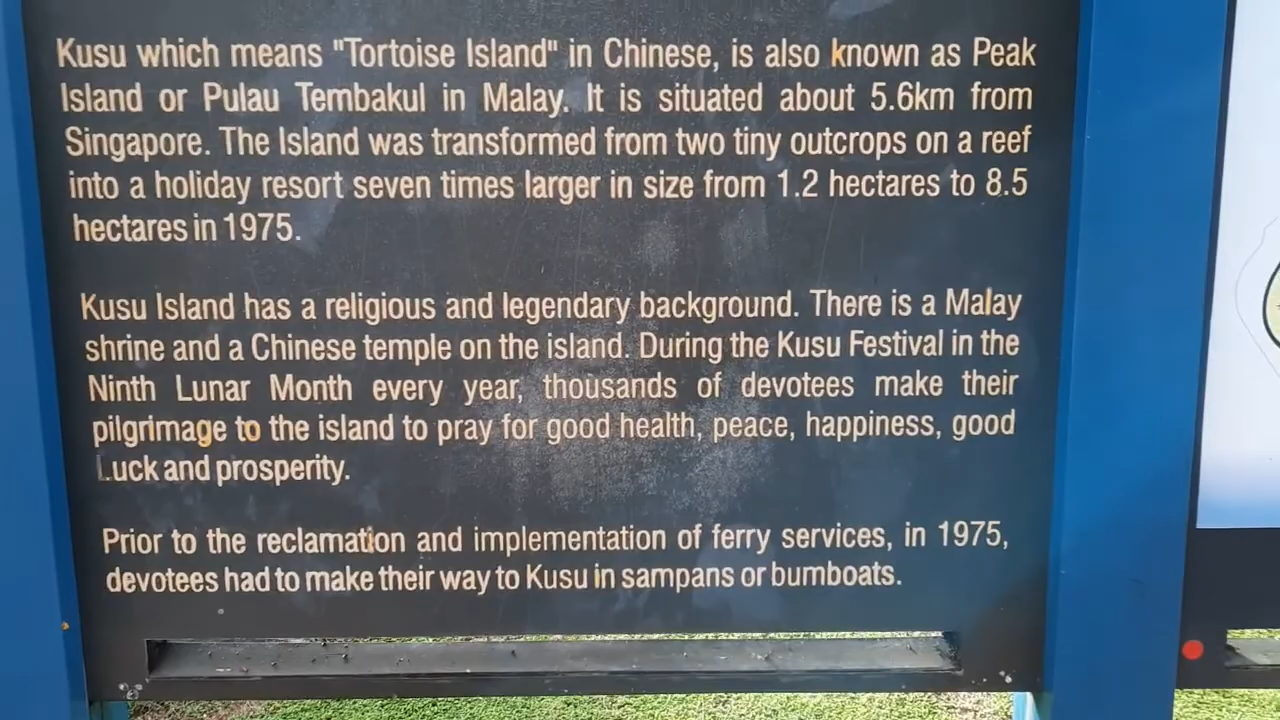 Kusu which means "Tortoise Island" in Chinese, is also known as Peak
Island or Pulau Tembakul in Malay. It is situated about 5.6km from
Singapore. The Island was transformed from two tiny outcrops on a reef
into a holiday resort seven times larger in size from 1.2 hectares to 8.5
hectares in 1975.
Kusu Island has a religious and legendary background. There is a Malay
shrine and a Chinese temple on the island. During the Kusu Festival in the
Ninth Lunar Month every year, thousands of devotees make their
pilgrimage to the island to pray for good health, peace, happiness, good
Luck and prosperity.
Prior to the reclamation and implementation of ferry services, in 1975,
devotees had to make their way to Kusu in sampans or bumboats.